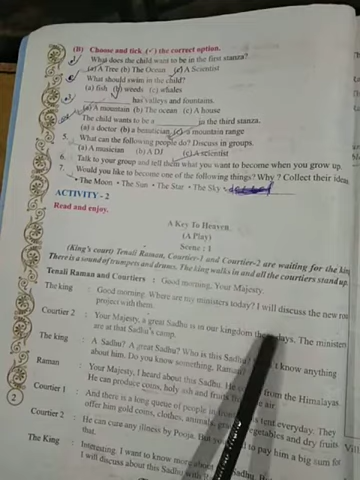 (B) Choose and tick (✓) the correct option.
What does the child want to be in the first stanza?
(a) A Tree (b) The Ocean (c) A Scientist
What should swim in the child?
(a) fish (b) weeds (c) whales
has valleys and fountains.
(a) A mountain (b) The ocean (c) A house
The child wants to be a in the third stanza.
(a) a doctor (b) a beautician (c) a mountain range
5. What can the following people do? Discuss in groups.
(a) A musician (b) A DJ (c) A scientist
6. Talk to your group and tell them what you want to become when you grow up.
7. Would you like to become one of the following things? Why ? Collect their ideas
• The Moon • The Sun • The Star • The Sky
ACTIVITY - 2
Read and enjoy.
A Key To Heaven
(A Play)
Scene : 1
(King's court) Tenali Raman, Courtier-1 and Courtier-2 are waiting for the king
There is a sound of trumpets and drums. The king walks in and all the courtiers stand up.
Tenali Raman and Courtiers : Good morning, Your Majesty.
The king : Good morning. Where are my ministers today? I will discuss the new
project with them.
Courtier 2 : Your Majesty, a great Sadhu is in our kingdom days. The ministers
are at that Sadhu's camp.
The king : A Sadhu? A great Sadhu? Who is this Sadhu? know anything
about him. Do you know something, Raman?
Raman : Your Majesty, I heard about this Sadhu. He from the Himalayas.
He can produce coins, holy ash and fruits air
Courtier 1 : And there is a long queue of people in tent everyday. They
offer him gold coins, clothes, animals, vegetables and dry fruits
Courtier 2 : He can cure any illness by Pooja. But to pay him a big sum for
that.
The King : Interesting. I want to know more about
I will discuss about this Sadhu with
2